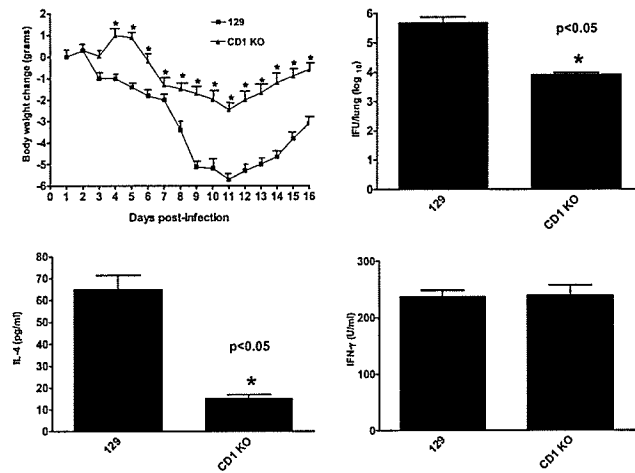 129
CD1 KO
Body weight change (grams)
2
1
0
-1
-2
-3
-4
-5
-6
* * * * * * * * * * * * *
0 1 2 3 4 5 6 7 8 9 10 11 12 13 14 15 16
Days post-infection
IFU/lung (log 10)
6
5
4
3
2
1
0
p<0.05
*
129
CD1 KO
IL-4 (pg/ml)
80
70
60
50
40
30
20
10
0
p<0.05
*
129
CD1 KO
IFN-γ (U/ml)
300
200
100
0
129
CD1 KO